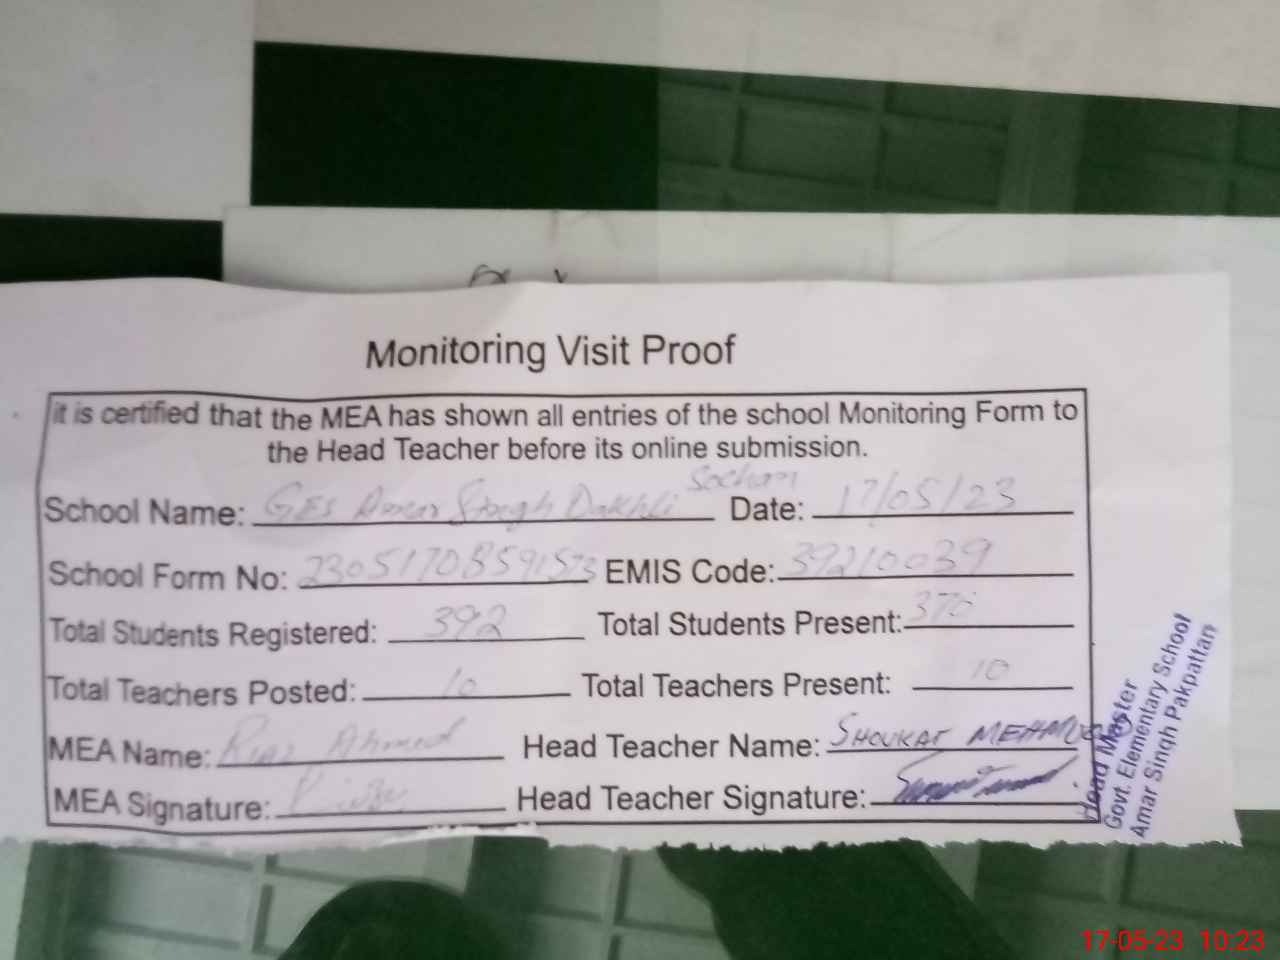 Monitoring Visit Proof
it is certified that the MEA has shown all entries of the school Monitoring Form to
the Head Teacher before its online submission.
School Name: GES Amar Singh Dakhli Date: 17/05/23
School Form No: 23051708591573 EMIS Code: 39210039
Total Students Registered: 392 Total Students Present: 370
Total Teachers Posted: 10 Total Teachers Present: 10
MEA Name: Riaz Ahmed Head Teacher Name: SHOUKAT MEHMOOD
MEA Signature: Head Teacher Signature:
Head Master
Govt. Elementary School
Amar Singh Pakpattan
17-05-23 10:23